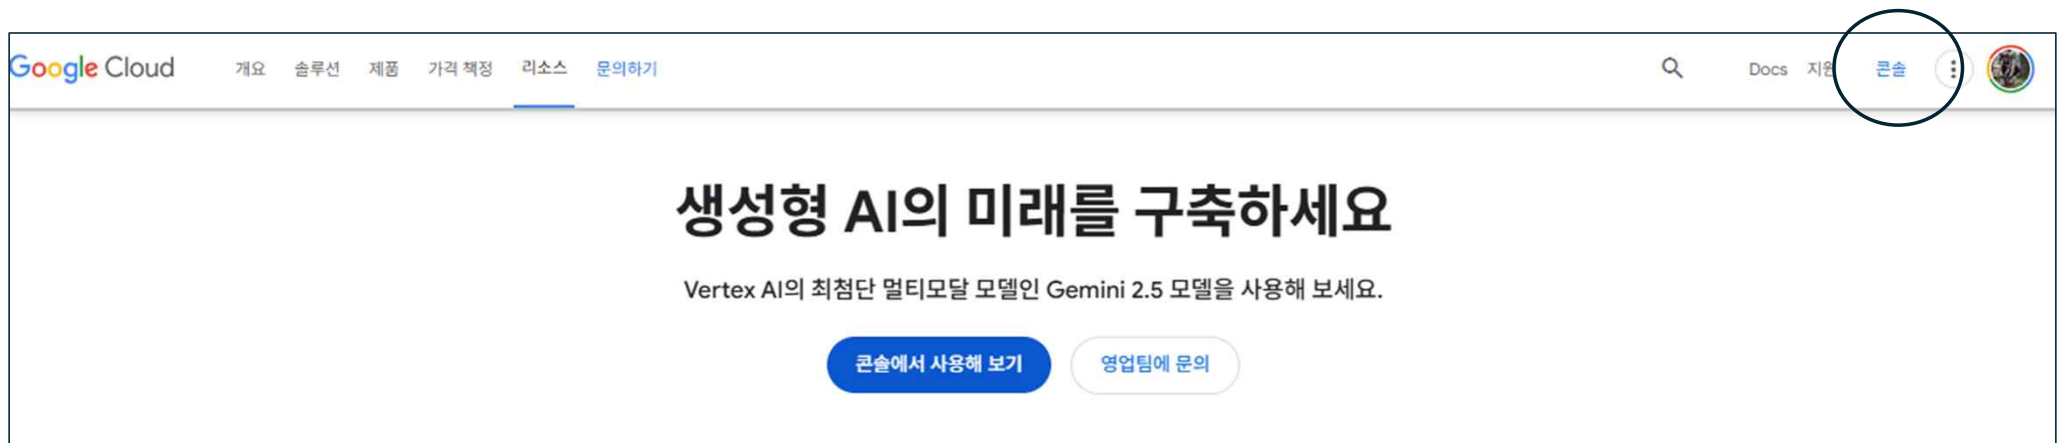 Google Cloud 개요 솔루션 제품 가격 책정 리소스 문의하기 Docs 지원 콘솔
생성형 AI의 미래를 구축하세요
Vertex AI의 최첨단 멀티모달 모델인 Gemini 2.5 모델을 사용해 보세요.
콘솔에서 사용해 보기 영업팀에 문의